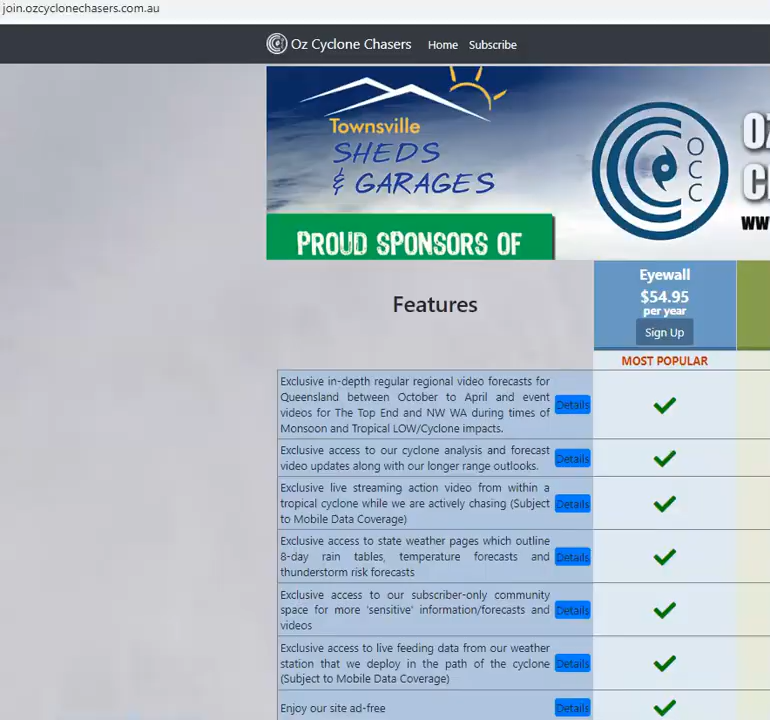 join.ozcyclonechasers.com.au
Oz Cyclone Chasers Home Subscribe
Townsville
SHEDS
& GARAGES
PROUD SPONSORS OF
OCC
Features
Eyewall
$54.95
per year
Sign Up
MOST POPULAR
Exclusive in-depth regular regional video forecasts for
Queensland between October to April and event
videos for The Top End and NW WA during times of
Monsoon and Tropical LOW/Cyclone impacts.
Details
Exclusive access to our cyclone analysis and forecast
video updates along with our longer range outlooks.
Details
Exclusive live streaming action video from within a
tropical cyclone while we are actively chasing (Subject
to Mobile Data Coverage)
Details
Exclusive access to state weather pages which outline
8-day rain tables, temperature forecasts and
thunderstorm risk forecasts
Details
Exclusive access to our subscriber-only community
space for more 'sensitive' information/forecasts and
videos
Details
Exclusive access to live feeding data from our weather
station that we deploy in the path of the cyclone
(Subject to Mobile Data Coverage)
Details
Enjoy our site ad-free
Details